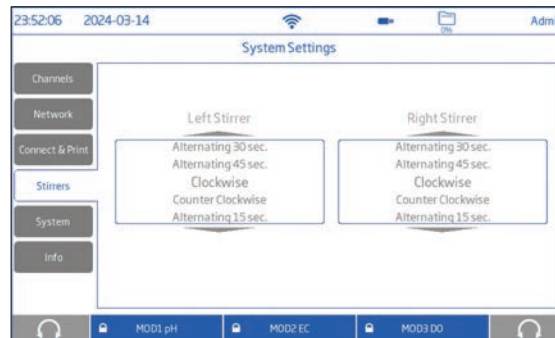 23:52:06 2024-03-14 0% Admi
System Settings
Channels
Network
Connect & Print
Stirrers
System
Info
Left Stirrer
Alternating 30 sec.
Alternating 45 sec.
Clockwise
Counter Clockwise
Alternating 15 sec.
Right Stirrer
Alternating 30 sec.
Alternating 45 sec.
Clockwise
Counter Clockwise
Alternating 15 sec.
MOD1 pH MOD2 EC MOD3 DO